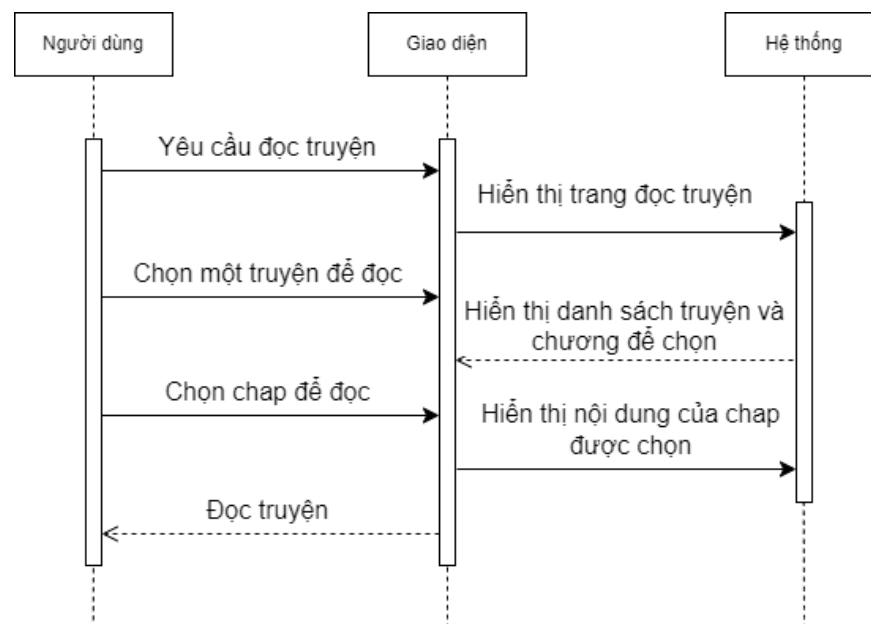 Người dùng
Giao diện
Hệ thống
Yêu cầu đọc truyện
Hiển thị trang đọc truyện
Chọn một truyện để đọc
Hiển thị danh sách truyện và
chương để chọn
Chọn chap để đọc
Hiển thị nội dung của chap
được chọn
Đọc truyện